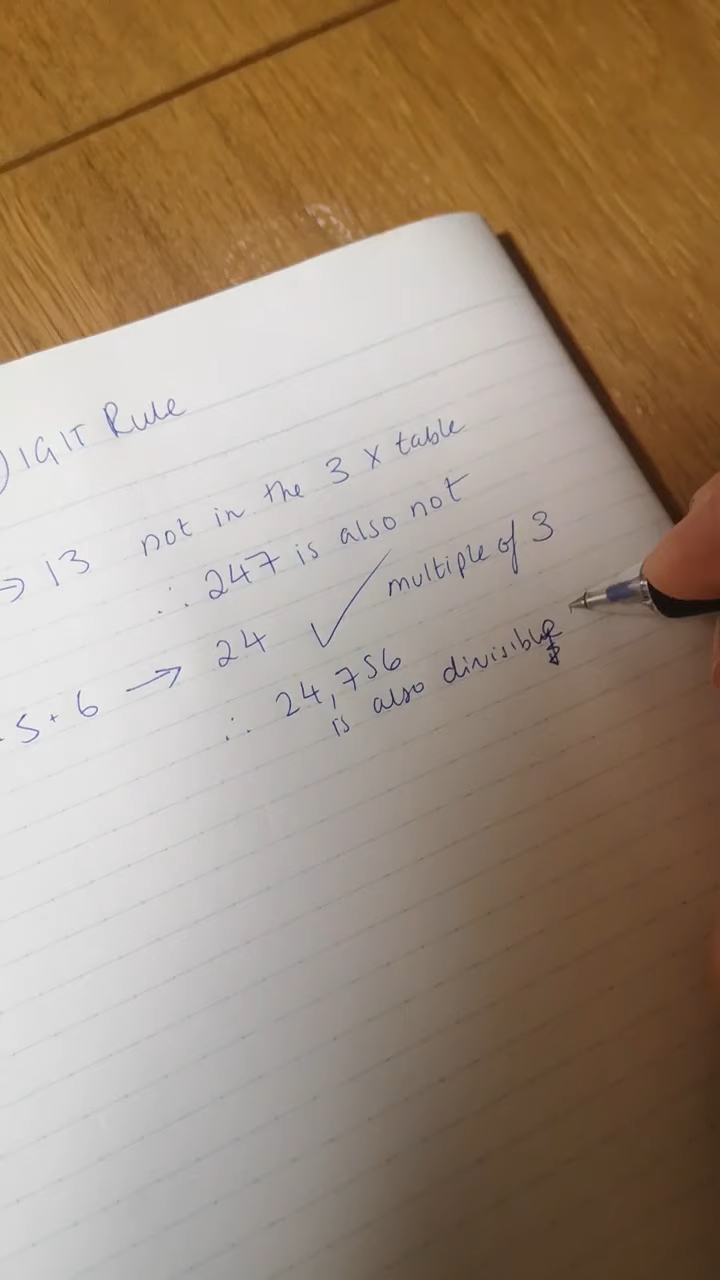 DIGIT Rule
→ 13 not in the 3 x table
∴ 247 is also not
5 + 6 → 24 ✓ multiple of 3
∴ 24,756
is also divisible